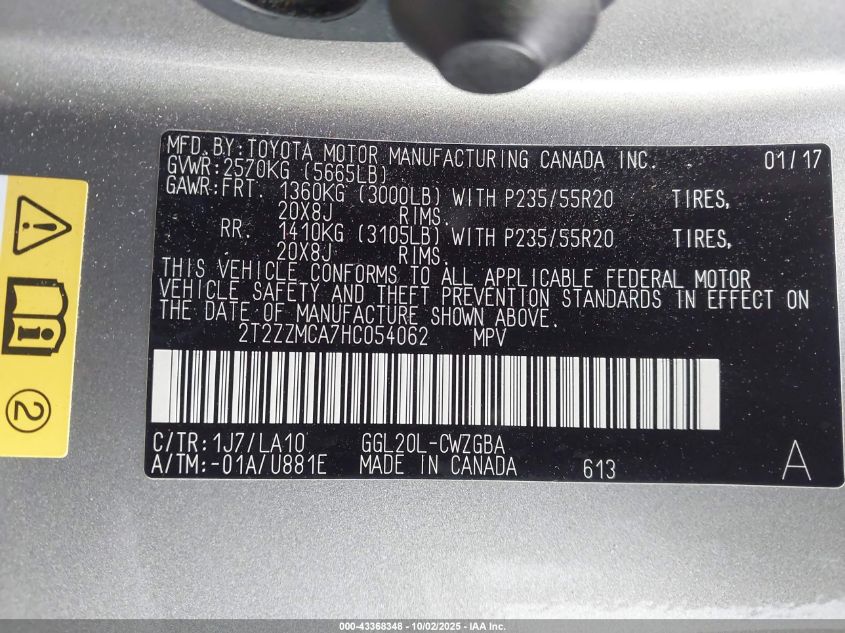 MFD.BY:TOYOTA MOTOR MANUFACTURING CANADA INC. 01/17
GVWR:2570KG (5665LB)
GAWR:FRT. 1360KG (3000LB) WITH P235/55R20 TIRES,
20X8J RIMS.
RR. 1410KG (3105LB) WITH P235/55R20 TIRES,
20X8J RIMS.
THIS VEHICLE CONFORMS TO ALL APPLICABLE FEDERAL MOTOR
VEHICLE SAFETY AND THEFT PREVENTION STANDARDS IN EFFECT ON
THE DATE OF MANUFACTURE SHOWN ABOVE.
2T2ZZMCA7HC054062 MPV
C/TR:1J7/LA10 GGL20L-CWZGBA
A/TM:-01A/U881E MADE IN CANADA 613 A
2
000-43368348 - 10/02/2025 - IAA Inc.